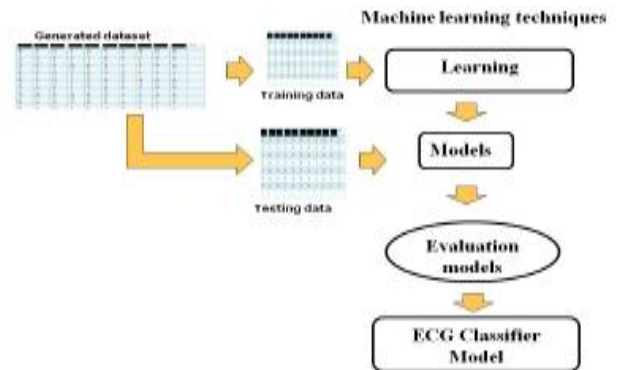 Machine learning techniques
Generated dataset
Training data
Learning
Models
Testing data
Evaluation
models
ECG Classifier
Model